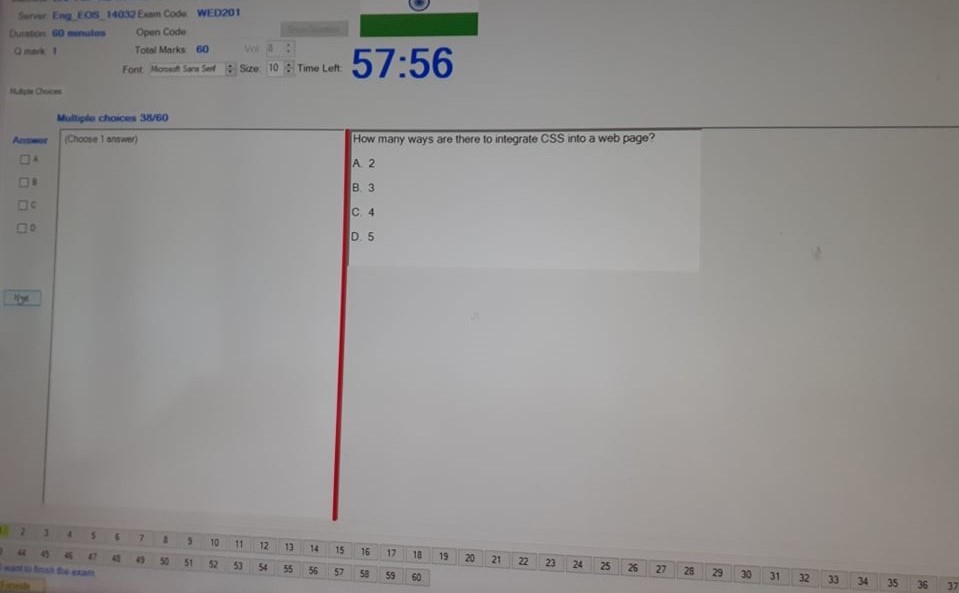 Server: Eng_EOS_14032 Exam Code: WED201
Duration: 60 minutes Open Code
Q mark: 1 Total Marks: 60 Vol: 8
Font: Microsoft Sans Serif Size: 10 Time Left: 57:56
Multiple Choices
Multiple choices 38/60
Answer (Choose 1 answer)
A
B
C
D
Next
How many ways are there to integrate CSS into a web page?
A. 2
B. 3
C. 4
D. 5
2 3 4 5 6 7 8 9 10 11 12 13 14 15 16 17 18 19 20 21 22 23 24 25 26 27 28 29 30 31 32 33 34 35 36 37
44 45 46 47 48 49 50 51 52 53 54 55 56 57 58 59 60
I want to finish the exam
Finish